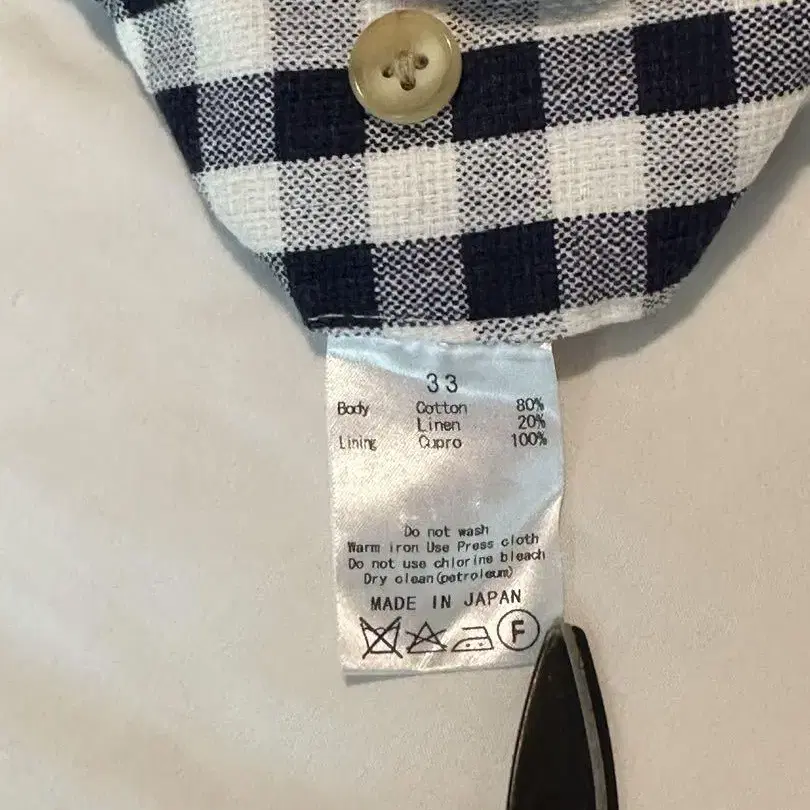 33
Body Cotton 80%
Linen 20%
Lining Cupro 100%
Do not wash
Warm iron Use Press cloth
Do not use chlorine bleach
Dry clean(petroleum)
MADE IN JAPAN
F